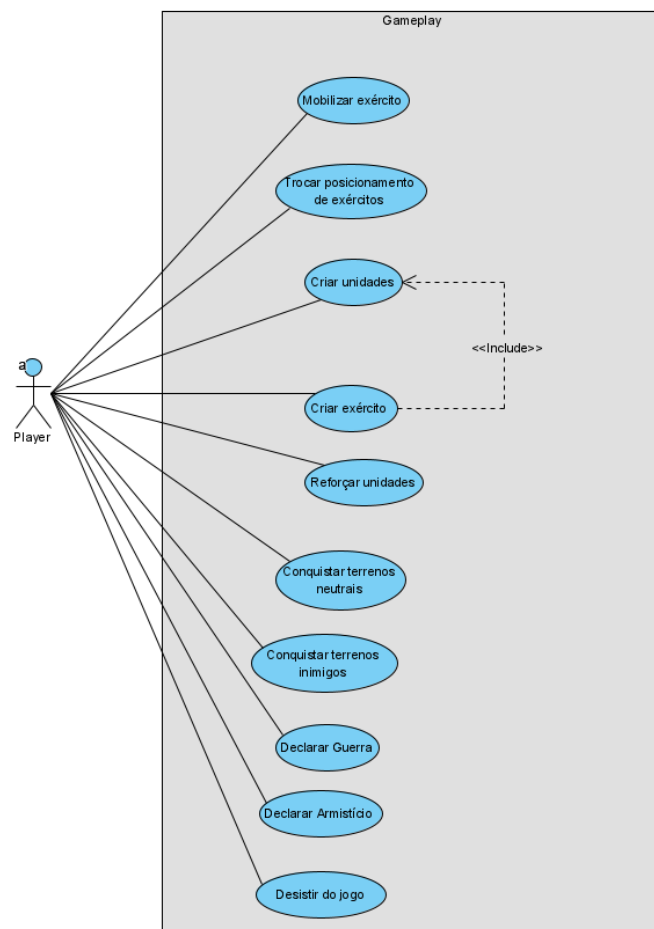 Gameplay
Mobilizar exército
Trocar posicionamento
de exércitos
Criar unidades
<<Include>>
a
Player
Criar exército
Reforçar unidades
Conquistar terrenos
neutrais
Conquistar terrenos
inimigos
Declarar Guerra
Declarar Armistício
Desistir do jogo